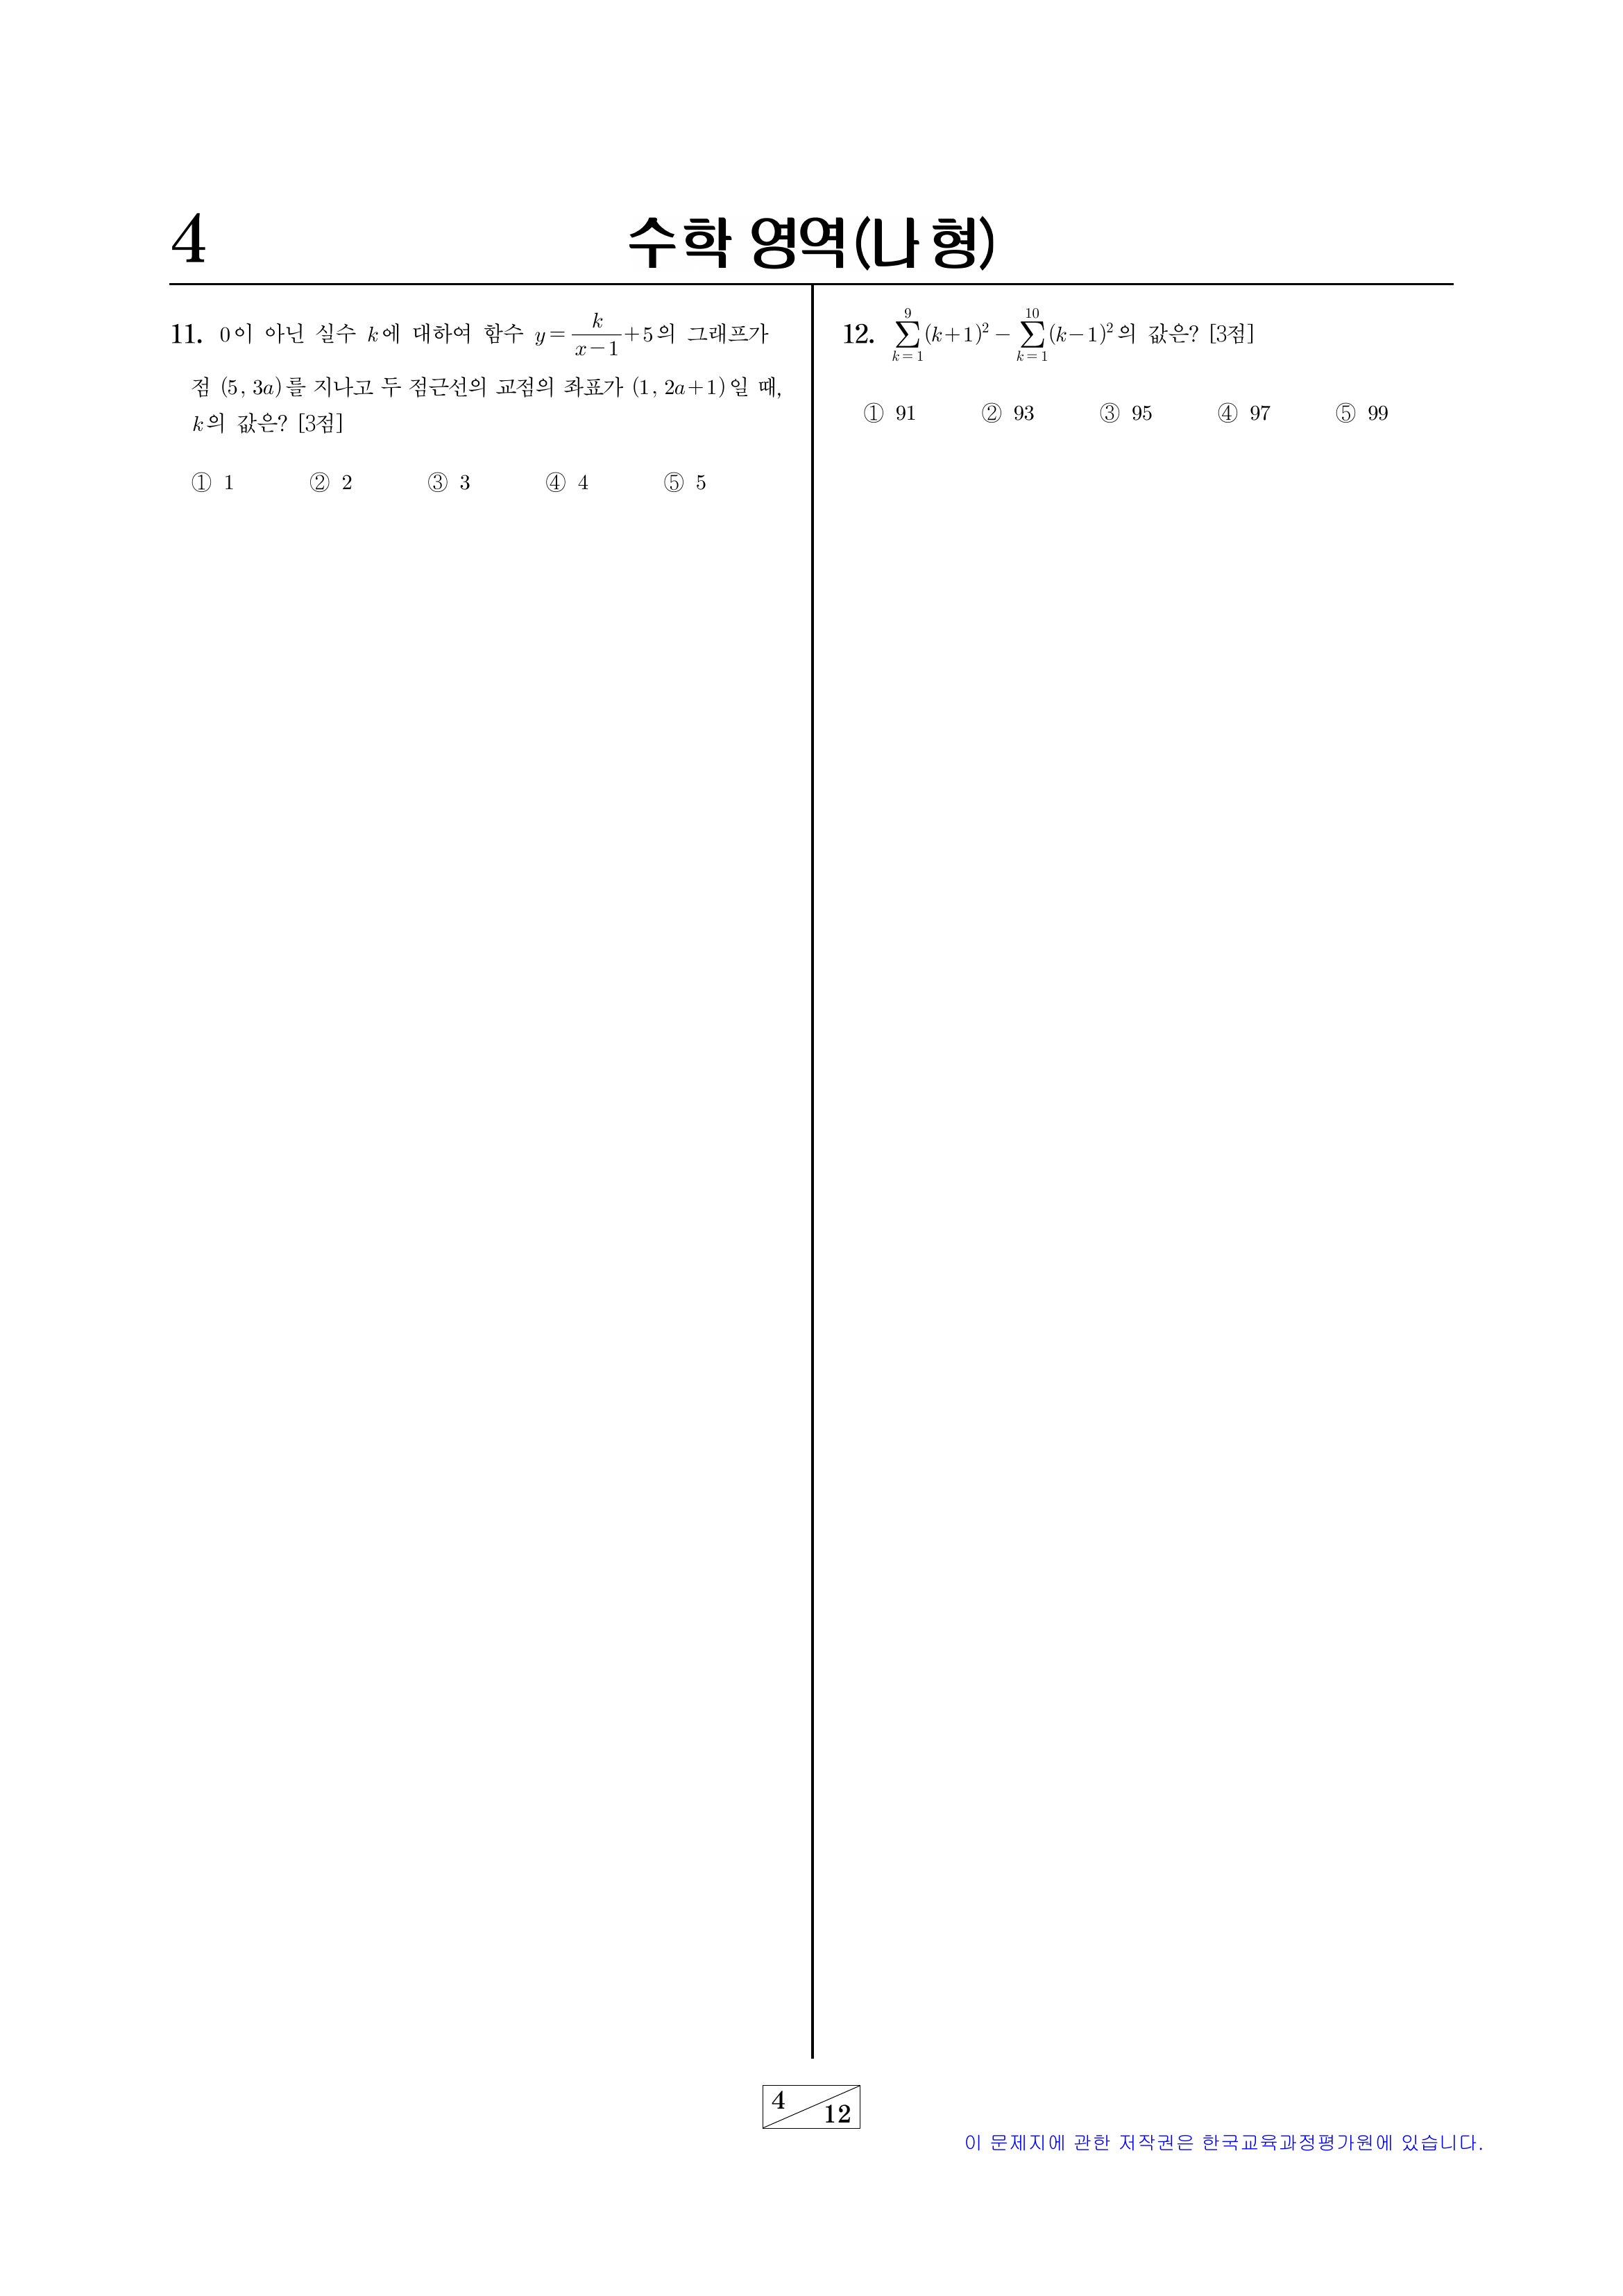 4
수학 영역(나 형)
11. 0이 아닌 실수 k에 대하여 함수 y = k/(x-1) + 5의 그래프가
점 (5, 3a)를 지나고 두 점근선의 교점의 좌표가 (1, 2a+1)일 때,
k의 값은? [3점]
① 1 ② 2 ③ 3 ④ 4 ⑤ 5
12. ∑_{k=1}^{9} (k+1)² − ∑_{k=1}^{10} (k−1)²의 값은? [3점]
① 91 ② 93 ③ 95 ④ 97 ⑤ 99
4
12
이 문제지에 관한 저작권은 한국교육과정평가원에 있습니다.